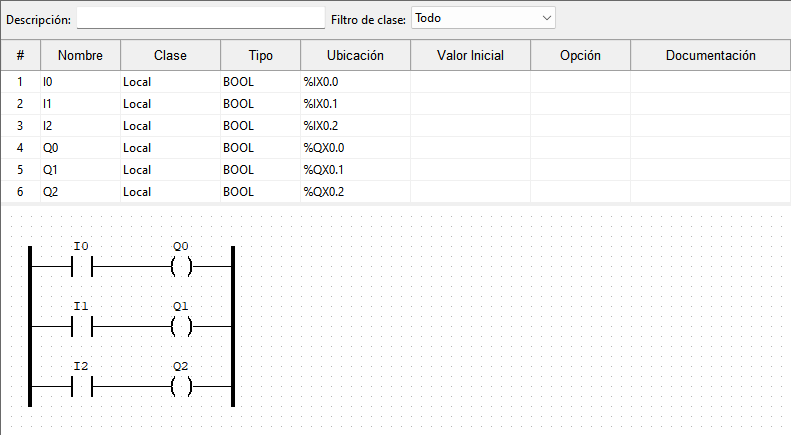 Descripción: Filtro de clase: Todo
# Nombre Clase Tipo Ubicación Valor Inicial Opción Documentación
1 I0 Local BOOL %IX0.0
2 I1 Local BOOL %IX0.1
3 I2 Local BOOL %IX0.2
4 Q0 Local BOOL %QX0.0
5 Q1 Local BOOL %QX0.1
6 Q2 Local BOOL %QX0.2
I0 Q0
I1 Q1
I2 Q2